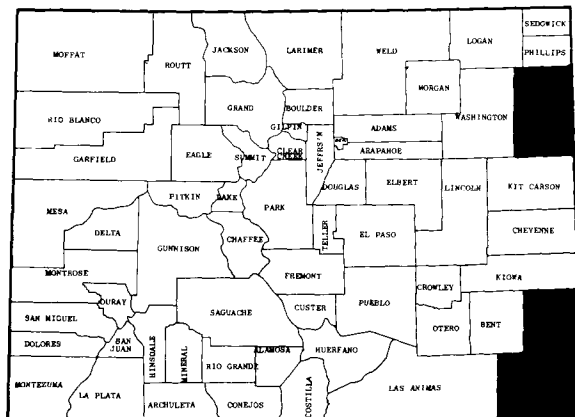 SEDGWICK
LOGAN
PHILLIPS
MOFFAT
ROUTT
JACKSON
LARIMER
WELD
MORGAN
WASHINGTON
RIO BLANCO
GRAND
BOULDER
GILPIN
ADAMS
ARAPAHOE
GARFIELD
EAGLE
SUMMIT
CLEAR
CREEK
JEFFRS'N
DOUGLAS
ELBERT
LINCOLN
KIT CARSON
MESA
PITKIN
LAKE
PARK
DELTA
GUNNISON
CHAFFEE
TELLER
EL PASO
CHEYENNE
MONTROSE
OURAY
FREMONT
CROWLEY
KIOWA
SAN MIGUEL
SAGUACHE
CUSTER
PUEBLO
OTERO
BENT
DOLORES
SAN
JUAN
HINSDALE
MINERAL
RIO GRANDE
ALAMOSA
HUERFANO
MONTEZUMA
LA PLATA
ARCHULETA
CONEJOS
COSTILLA
LAS ANIMAS